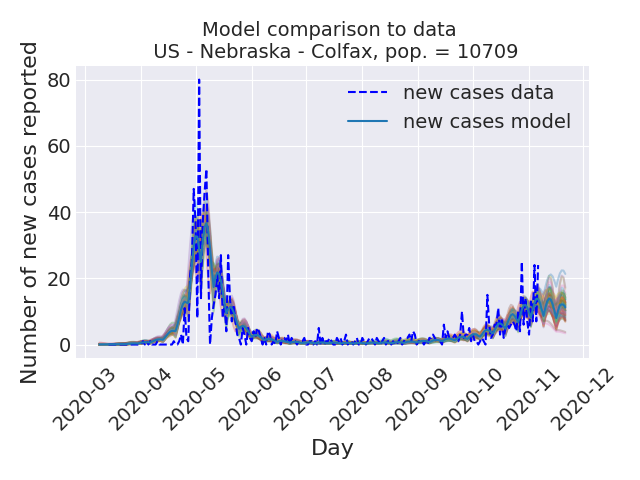 Model comparison to data
US - Nebraska - Colfax, pop. = 10709
Number of new cases reported
80
60
40
20
0
new cases data
new cases model
2020-03
2020-04
2020-05
2020-06
2020-07
2020-08
2020-09
2020-10
2020-11
2020-12
Day